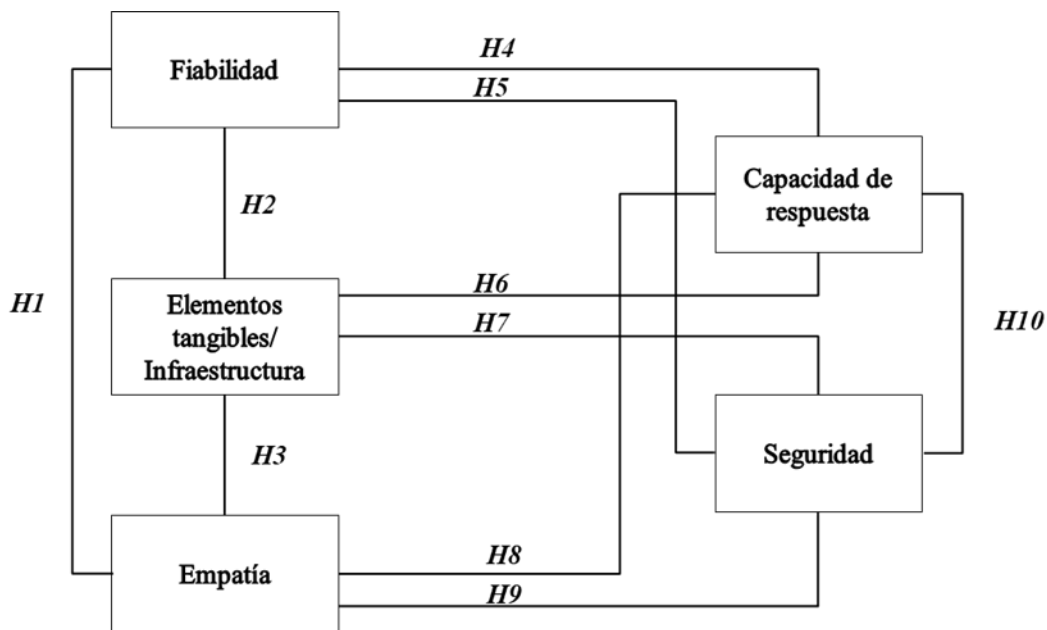 H4
Fiabilidad
H5
Capacidad de
respuesta
H2
H6
Elementos
tangibles/
Infraestructura
H1
H7
H10
H3
Seguridad
H8
Empatía
H9